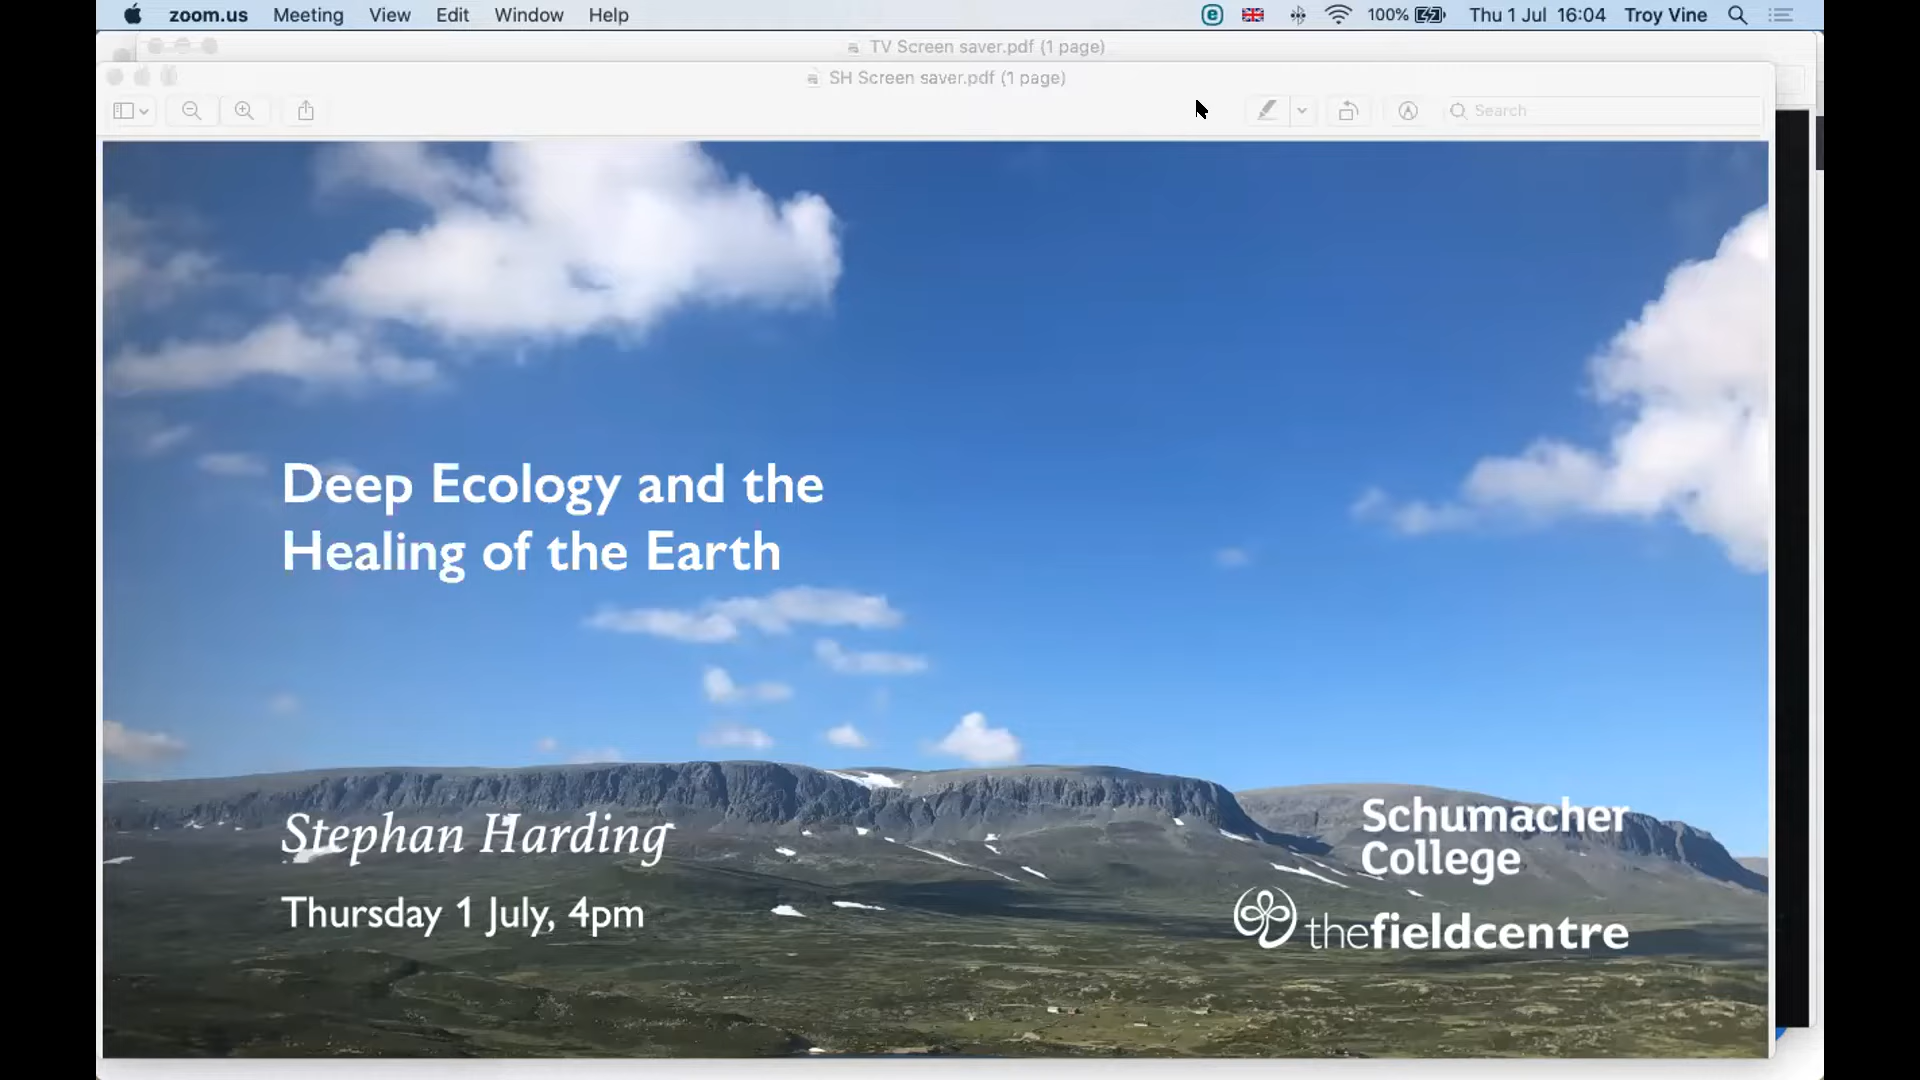 zoom.us Meeting View Edit Window Help 100% Thu 1 Jul 16:04 Troy Vine
TV Screen saver.pdf (1 page)
SH Screen saver.pdf (1 page)
Search
Deep Ecology and the
Healing of the Earth
Stephan Harding
Thursday 1 July, 4pm
Schumacher
College
thefieldcentre